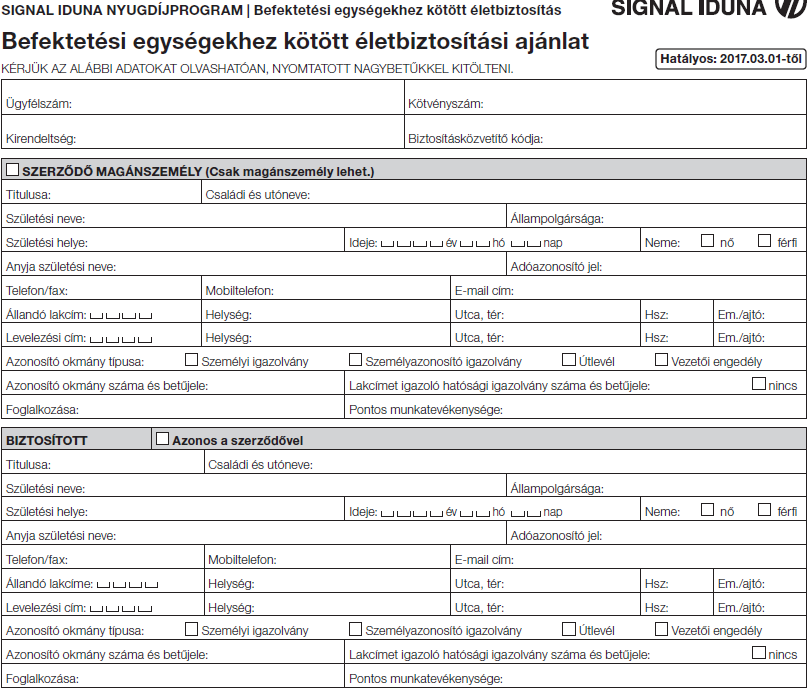 SIGNAL IDUNA NYUGDÍJPROGRAM | Befektetési egységekhez kötött életbiztosítás
SIGNAL IDUNA
Befektetési egységekhez kötött életbiztosítási ajánlat
Hatályos: 2017.03.01-től
KÉRJÜK AZ ALÁBBI ADATOKAT OLVASHATÓAN, NYOMTATOTT NAGYBETŰKKEL KITÖLTENI.
Ügyfélszám: Kötvényszám:
Kirendeltség: Biztosításközvetítő kódja:
SZERZŐDŐ MAGÁNSZEMÉLY (Csak magánszemély lehet.)
Titulusa: Családi és utóneve:
Születési neve: Állampolgársága:
Születési helye: Ideje: év hó nap Neme: nő férfi
Anyja születési neve: Adóazonosító jel:
Telefon/fax: Mobiltelefon: E-mail cím:
Állandó lakcím: Helység: Utca, tér: Hsz: Em./ajtó:
Levelezési cím: Helység: Utca, tér: Hsz: Em./ajtó:
Azonosító okmány típusa: Személyi igazolvány Személyazonosító igazolvány Útlevél Vezetői engedély
Azonosító okmány száma és betűjele: Lakcímet igazoló hatósági igazolvány száma és betűjele: nincs
Foglalkozása: Pontos munkatevékenysége:
BIZTOSÍTOTT Azonos a szerződővel
Titulusa: Családi és utóneve:
Születési neve: Állampolgársága:
Születési helye: Ideje: év hó nap Neme: nő férfi
Anyja születési neve: Adóazonosító jel:
Telefon/fax: Mobiltelefon: E-mail cím:
Állandó lakcíme: Helység: Utca, tér: Hsz: Em./ajtó:
Levelezési cím: Helység: Utca, tér: Hsz: Em./ajtó:
Azonosító okmány típusa: Személyi igazolvány Személyazonosító igazolvány Útlevél Vezetői engedély
Azonosító okmány száma és betűjele: Lakcímet igazoló hatósági igazolvány száma és betűjele: nincs
Foglalkozása: Pontos munkatevékenysége: